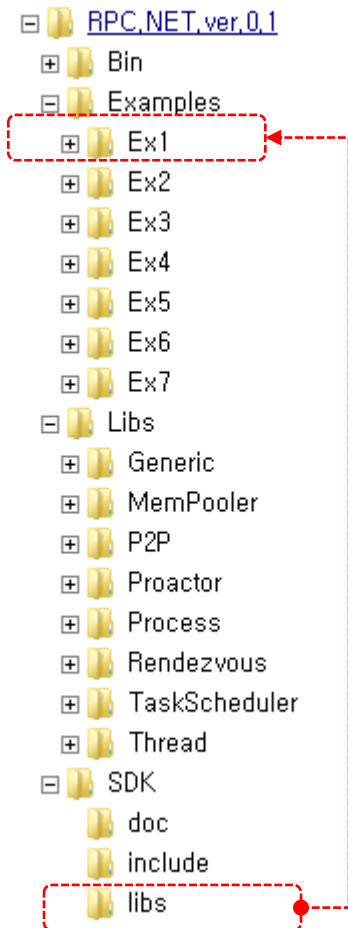 RPC,NET,ver,0,1
Bin
Examples
Ex1
Ex2
Ex3
Ex4
Ex5
Ex6
Ex7
Libs
Generic
MemPooler
P2P
Proactor
Process
Rendezvous
TaskScheduler
Thread
SDK
doc
include
libs